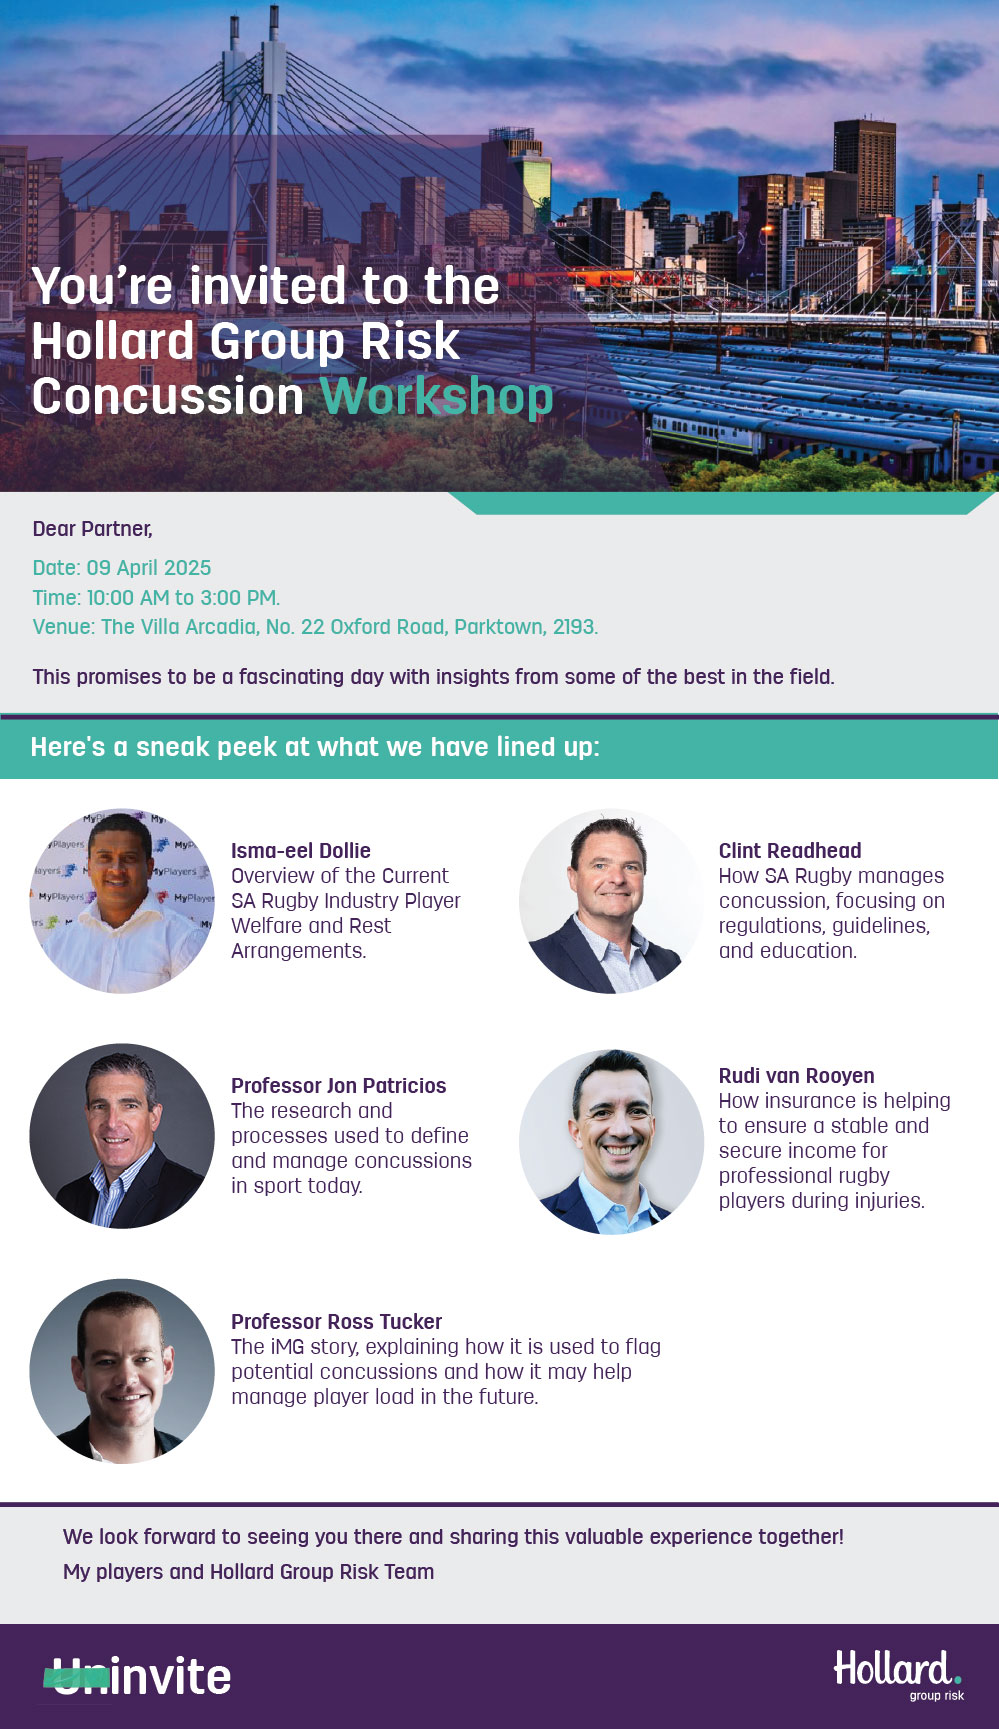 You're invited to the
Hollard Group Risk
Concussion Workshop
Dear Partner,
Date: 09 April 2025
Time: 10:00 AM to 3:00 PM.
Venue: The Villa Arcadia, No. 22 Oxford Road, Parktown, 2193.
This promises to be a fascinating day with insights from some of the best in the field.
Here's a sneak peek at what we have lined up:
MyPlayers
Isma-eel Dollie
Overview of the Current
SA Rugby Industry Player
Welfare and Rest
Arrangements.
Clint Readhead
How SA Rugby manages
concussion, focusing on
regulations, guidelines,
and education.
Professor Jon Patricios
The research and
processes used to define
and manage concussions
in sport today.
Rudi van Rooyen
How insurance is helping
to ensure a stable and
secure income for
professional rugby
players during injuries.
Professor Ross Tucker
The iMG story, explaining how it is used to flag
potential concussions and how it may help
manage player load in the future.
We look forward to seeing you there and sharing this valuable experience together!
My players and Hollard Group Risk Team
Uninvite
Hollard.
group risk